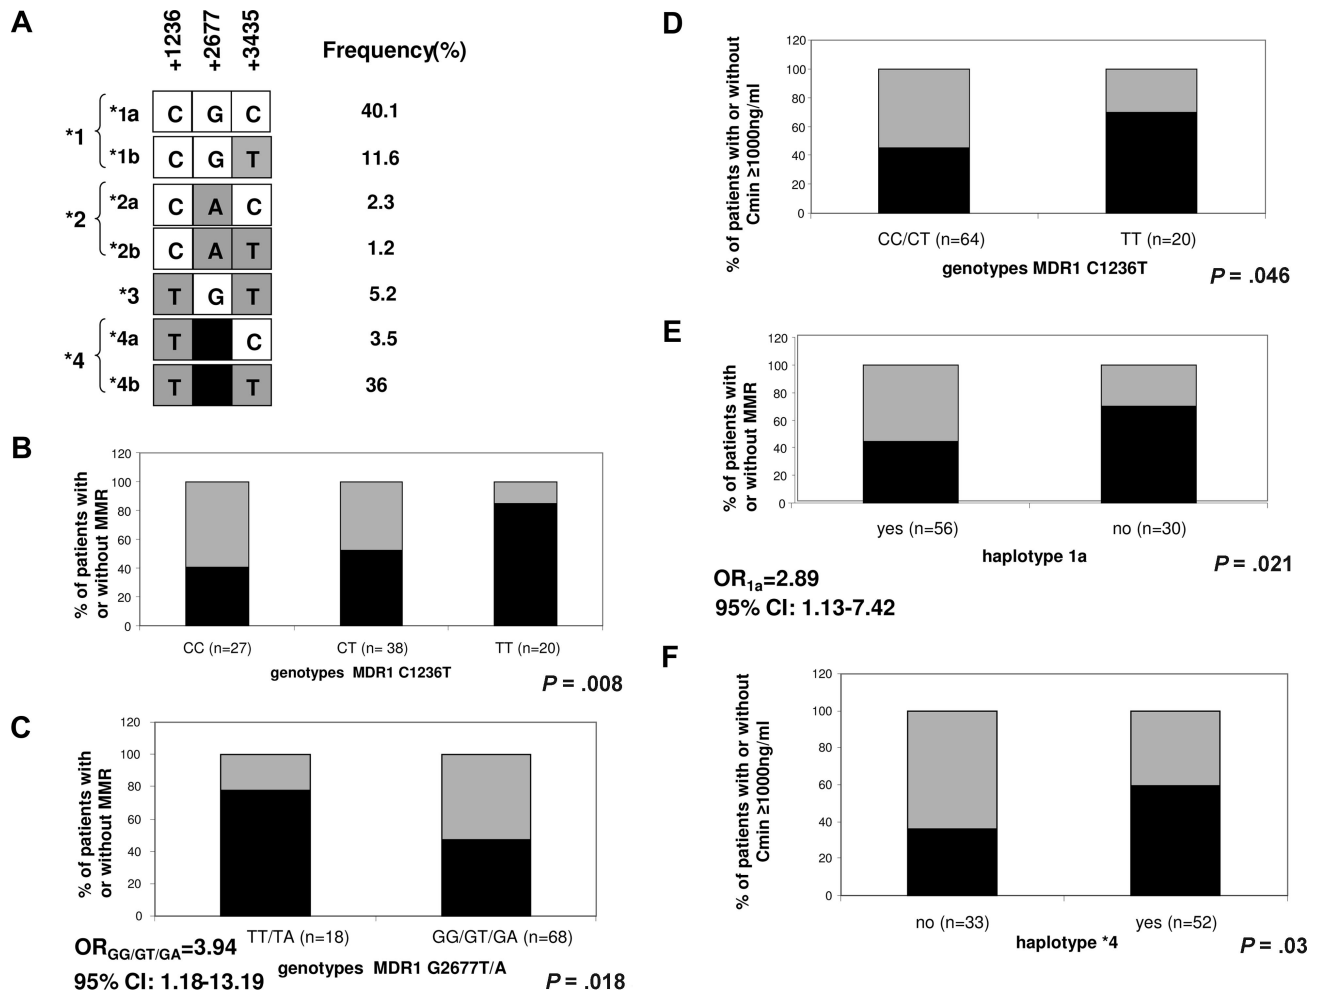 A
+1236 +2677 +3435
Frequency(%)
*1
*1a C G C 40.1
*1b C G T 11.6
*2
*2a C A C 2.3
*2b C A T 1.2
*3 T G T 5.2
*4
*4a T C 3.5
*4b T T 36
B
% of patients with
or without MMR
120
100
80
60
40
20
0
CC (n=27) CT (n= 38) TT (n=20)
genotypes MDR1 C1236T
P = .008
C
% of patients with
or without MMR
120
100
80
60
40
20
0
TT/TA (n=18) GG/GT/GA (n=68)
genotypes MDR1 G2677T/A
ORGG/GT/GA=3.94
95% CI: 1.18-13.19
P = .018
D
% of patients with or without
Cmin ≥1000ng/ml
120
100
80
60
40
20
0
CC/CT (n=64) TT (n=20)
genotypes MDR1 C1236T
P = .046
E
% of patients with
or without MMR
120
100
80
60
40
20
0
yes (n=56) no (n=30)
haplotype 1a
P = .021
OR1a=2.89
95% CI: 1.13-7.42
F
% of patients with or without
Cmin ≥1000ng/ml
120
100
80
60
40
20
0
no (n=33) yes (n=52)
haplotype *4
P = .03